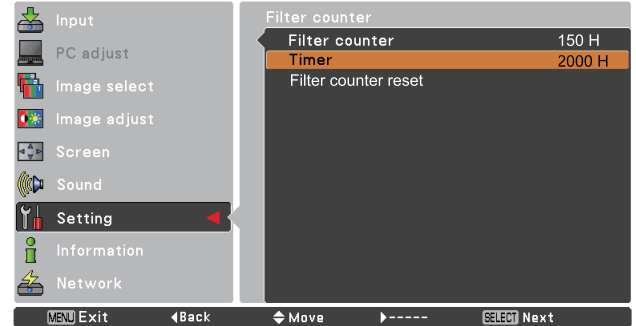 Input
PC adjust
Image select
Image adjust
Screen
Sound
Setting
Information
Network
Filter counter
Filter counter 150 H
Timer 2000 H
Filter counter reset
MENU Exit ◀Back Move ▶----- SELECT Next